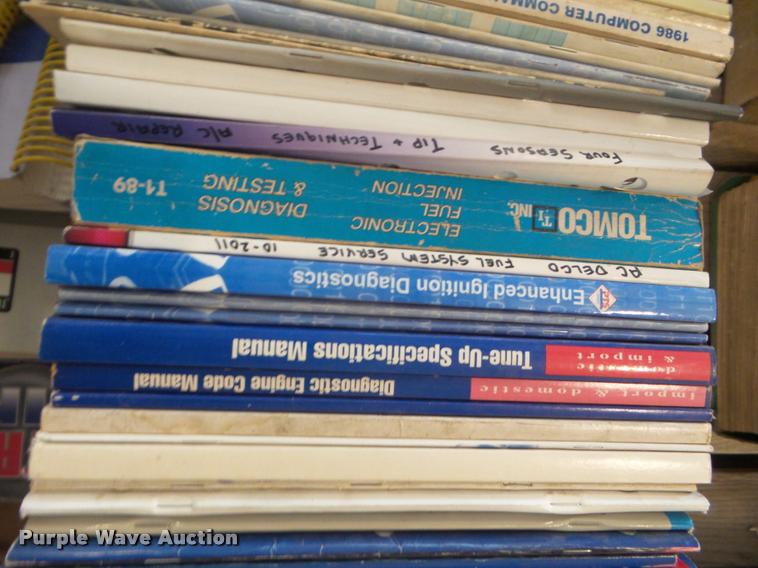 1986 COMPUTER COMMAN
FOUR SEASONS TIP + TECHNIQUES A/C REPAIR
TOMCO
TI INC.
ELECTRONIC
FUEL
INJECTION
DIAGNOSIS
& TESTING
T1-89
AC DELCO FUEL SYSTEM SERVICE 10-2011
Enhanced Ignition Diagnostics
domestic
& import
Tune-Up Specifications Manual
import & domestic
Diagnostic Engine Code Manual
Purple Wave Auction